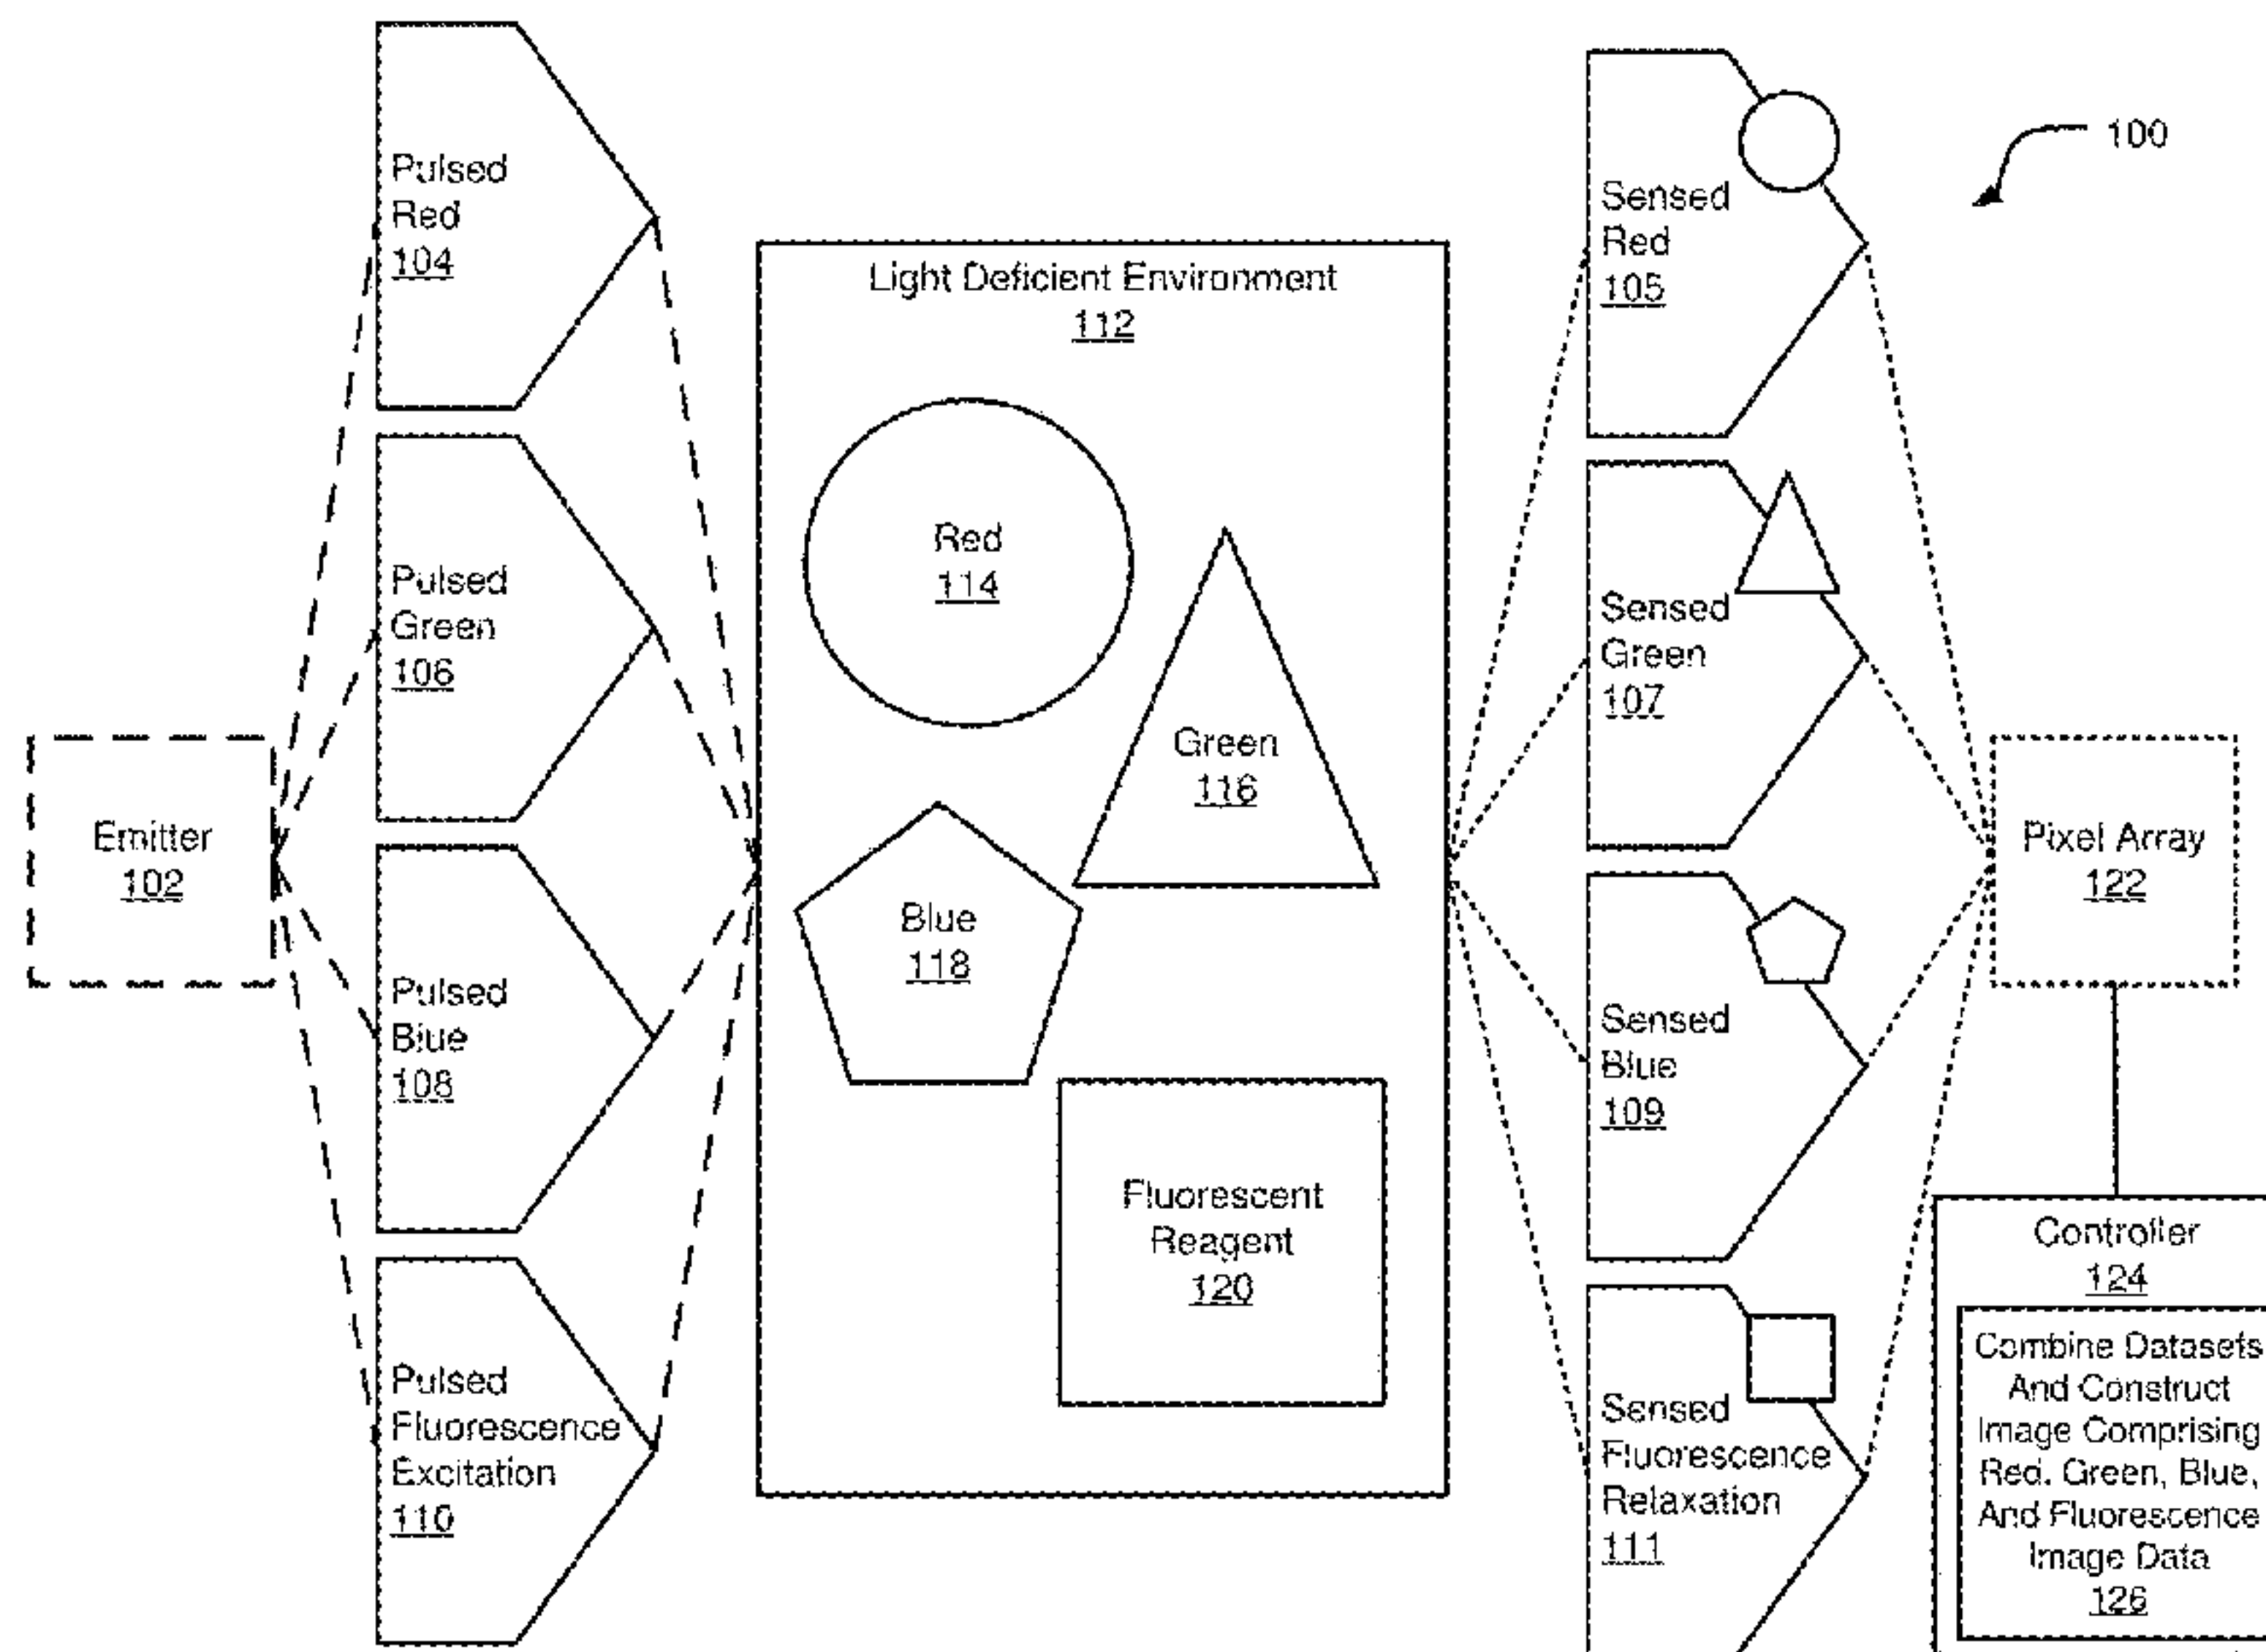 Pulsed
Red
104
Pulsed
Green
106
Emitter
102
Pulsed
Blue
108
Pulsed
Fluorescence
Excitation
110
Light Deficient Environment
112
Red
114
Green
116
Blue
118
Fluorescent
Reagent
120
Sensed
Red
105
Sensed
Green
107
Sensed
Blue
109
Sensed
Fluorescence
Relaxation
111
100
Pixel Array
122
Controller
124
Combine Datasets
And Construct
Image Comprising
Red, Green, Blue,
And Fluorescence
Image Data
126